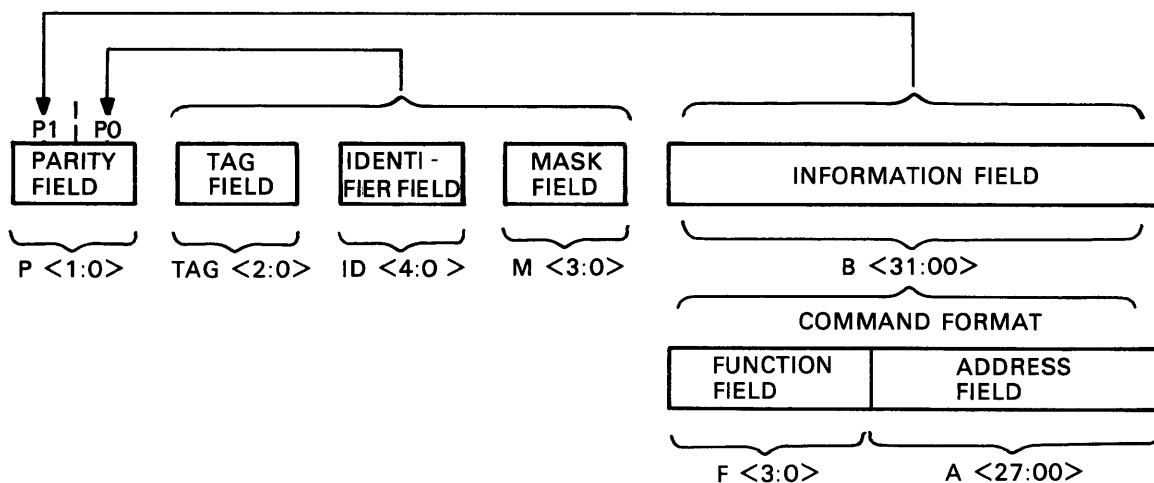 P1 P0
PARITY FIELD
TAG FIELD
IDENTI - FIER FIELD
MASK FIELD
INFORMATION FIELD
P <1:0>
TAG <2:0>
ID <4:0 >
M <3:0>
B <31:00>
COMMAND FORMAT
FUNCTION FIELD
ADDRESS FIELD
F <3:0>
A <27:00>